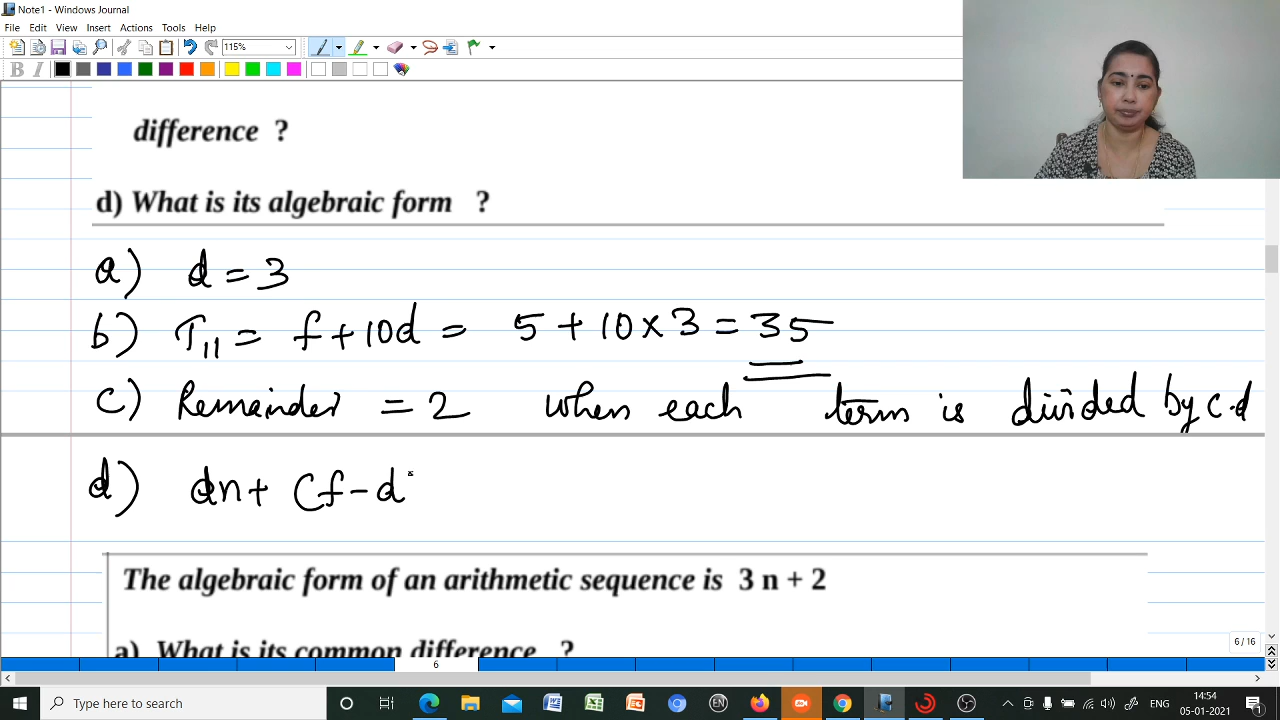 Note1 - Windows Journal
File Edit View Insert Actions Tools Help
115%
B I
difference ?
d) What is its algebraic form ?
a) d = 3
b) T11 = f + 10d = 5 + 10 × 3 = 35
c) Remainder = 2 when each term is divided by c.d
d) dn + (f - d
The algebraic form of an arithmetic sequence is 3 n + 2
a) What is its common difference ?
6 / 16
6
Type here to search
ENG
14:54
05-01-2021